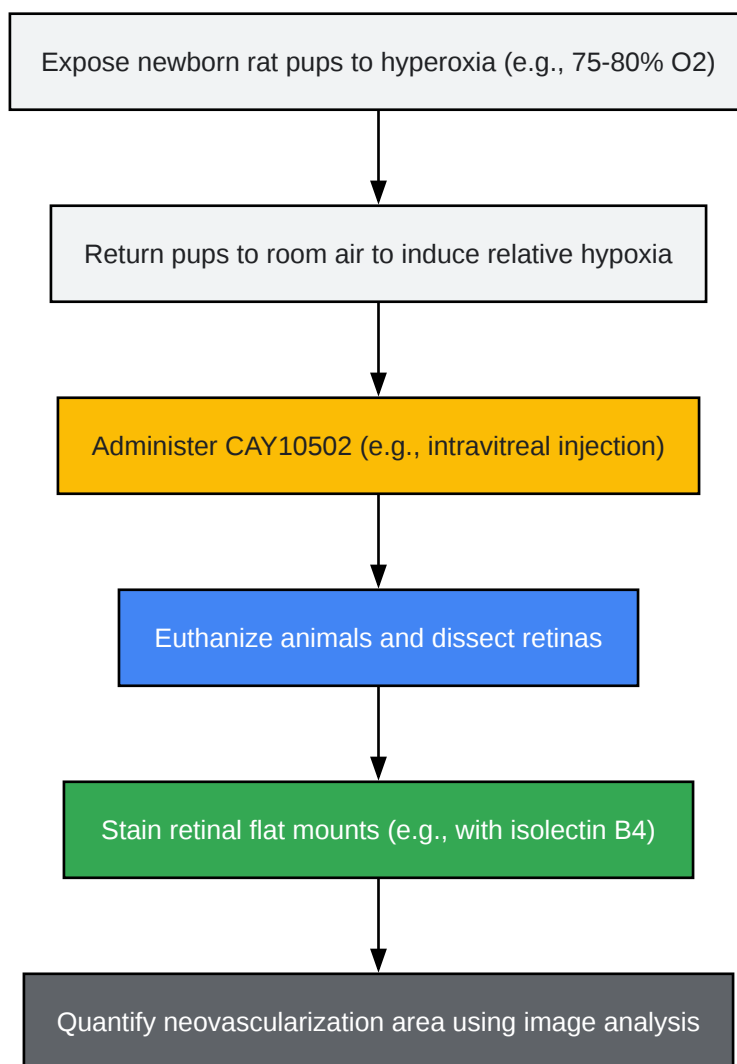 Expose newborn rat pups to hyperoxia (e.g., 75-80% O2)
Return pups to room air to induce relative hypoxia
Administer CAY10502 (e.g., intravitreal injection)
Euthanize animals and dissect retinas
Stain retinal flat mounts (e.g., with isolectin B4)
Quantify neovascularization area using image analysis